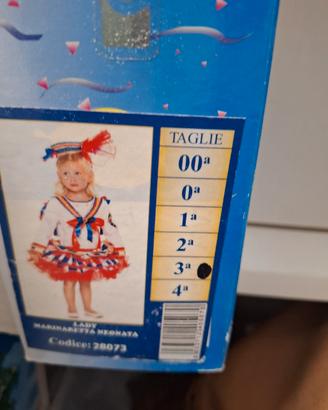 TAGLIE
00ª
0ª
1ª
2ª
3ª
4ª
LADY
MARINARETTA NEONATA
Codice: 28073